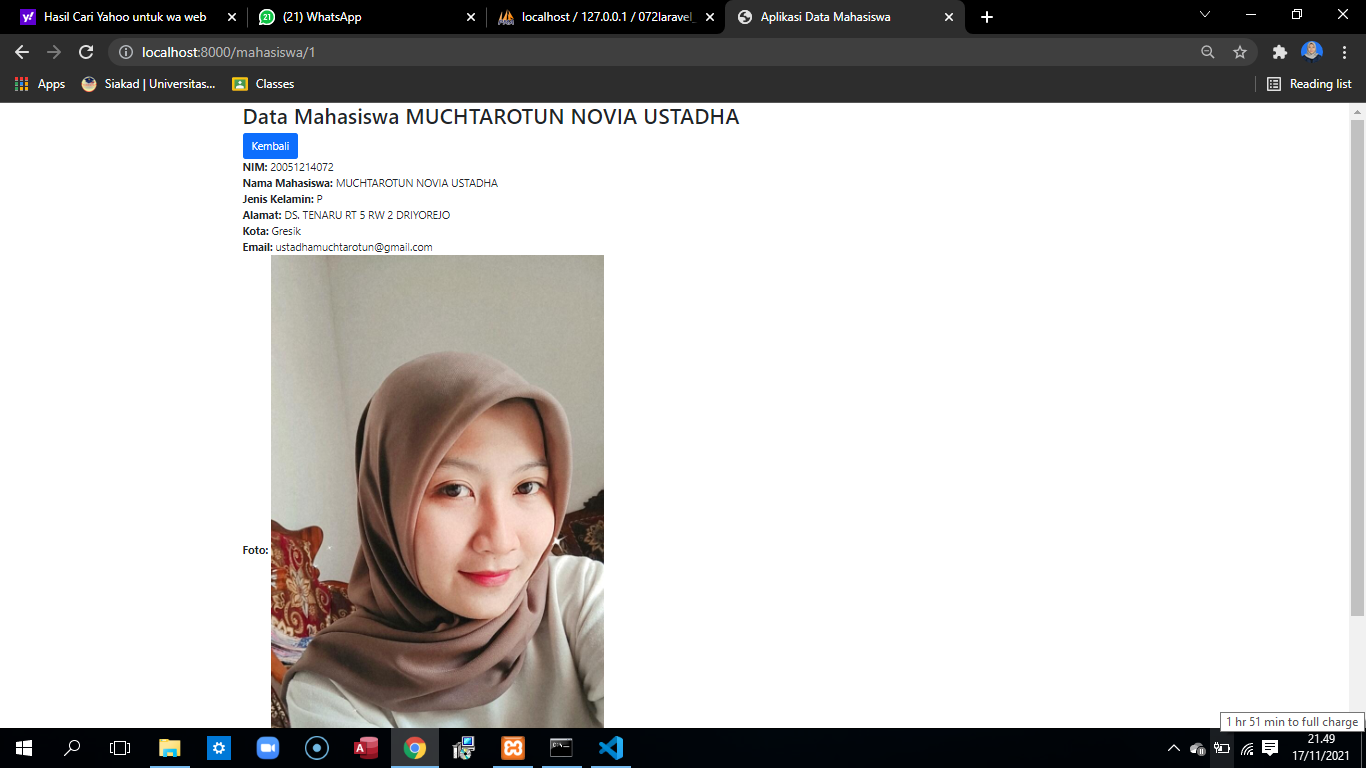 Hasil Cari Yahoo untuk wa web
(21) WhatsApp
localhost / 127.0.0.1 / 072laravel_
Aplikasi Data Mahasiswa
localhost:8000/mahasiswa/1
Apps
Siakad | Universitas...
Classes
Reading list
Data Mahasiswa MUCHTAROTUN NOVIA USTADHA
Kembali
NIM: 20051214072
Nama Mahasiswa: MUCHTAROTUN NOVIA USTADHA
Jenis Kelamin: P
Alamat: DS. TENARU RT 5 RW 2 DRIYOREJO
Kota: Gresik
Email: ustadhamuchtarotun@gmail.com
Foto:
1 hr 51 min to full charge
21.49
17/11/2021